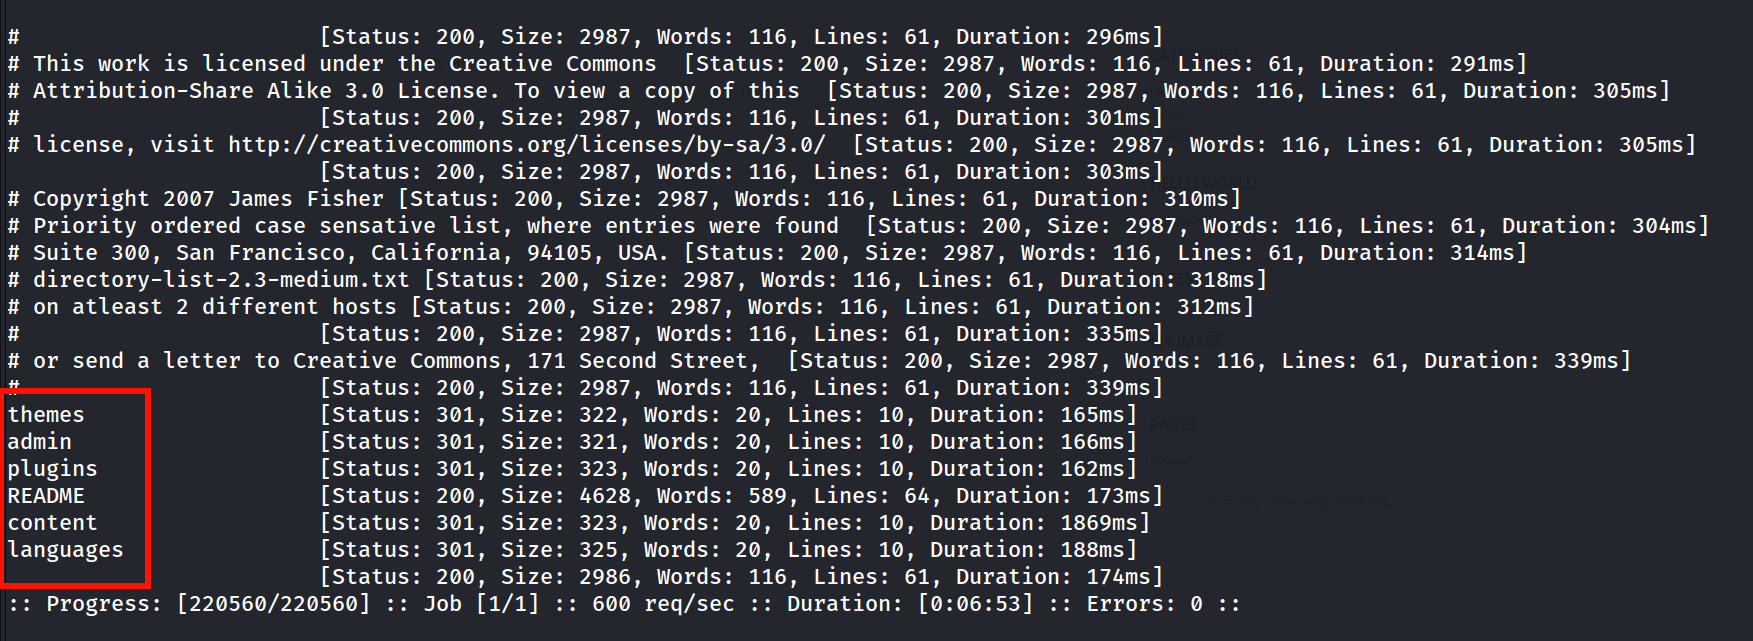 # [Status: 200, Size: 2987, Words: 116, Lines: 61, Duration: 296ms]
# This work is licensed under the Creative Commons [Status: 200, Size: 2987, Words: 116, Lines: 61, Duration: 291ms]
# Attribution-Share Alike 3.0 License. To view a copy of this [Status: 200, Size: 2987, Words: 116, Lines: 61, Duration: 305ms]
# [Status: 200, Size: 2987, Words: 116, Lines: 61, Duration: 301ms]
# license, visit http://creativecommons.org/licenses/by-sa/3.0/ [Status: 200, Size: 2987, Words: 116, Lines: 61, Duration: 305ms]
[Status: 200, Size: 2987, Words: 116, Lines: 61, Duration: 303ms]
# Copyright 2007 James Fisher [Status: 200, Size: 2987, Words: 116, Lines: 61, Duration: 310ms]
# Priority ordered case sensative list, where entries were found [Status: 200, Size: 2987, Words: 116, Lines: 61, Duration: 304ms]
# Suite 300, San Francisco, California, 94105, USA. [Status: 200, Size: 2987, Words: 116, Lines: 61, Duration: 314ms]
# directory-list-2.3-medium.txt [Status: 200, Size: 2987, Words: 116, Lines: 61, Duration: 318ms]
# on atleast 2 different hosts [Status: 200, Size: 2987, Words: 116, Lines: 61, Duration: 312ms]
# [Status: 200, Size: 2987, Words: 116, Lines: 61, Duration: 335ms]
# or send a letter to Creative Commons, 171 Second Street, [Status: 200, Size: 2987, Words: 116, Lines: 61, Duration: 339ms]
# [Status: 200, Size: 2987, Words: 116, Lines: 61, Duration: 339ms]
themes [Status: 301, Size: 322, Words: 20, Lines: 10, Duration: 165ms]
admin [Status: 301, Size: 321, Words: 20, Lines: 10, Duration: 166ms]
plugins [Status: 301, Size: 323, Words: 20, Lines: 10, Duration: 162ms]
README [Status: 200, Size: 4628, Words: 589, Lines: 64, Duration: 173ms]
content [Status: 301, Size: 323, Words: 20, Lines: 10, Duration: 1869ms]
languages [Status: 301, Size: 325, Words: 20, Lines: 10, Duration: 188ms]
[Status: 200, Size: 2986, Words: 116, Lines: 61, Duration: 174ms]
:: Progress: [220560/220560] :: Job [1/1] :: 600 req/sec :: Duration: [0:06:53] :: Errors: 0 ::
CATEGORIES
HELLO WORLD
MY IMAGE
PAGES
Home